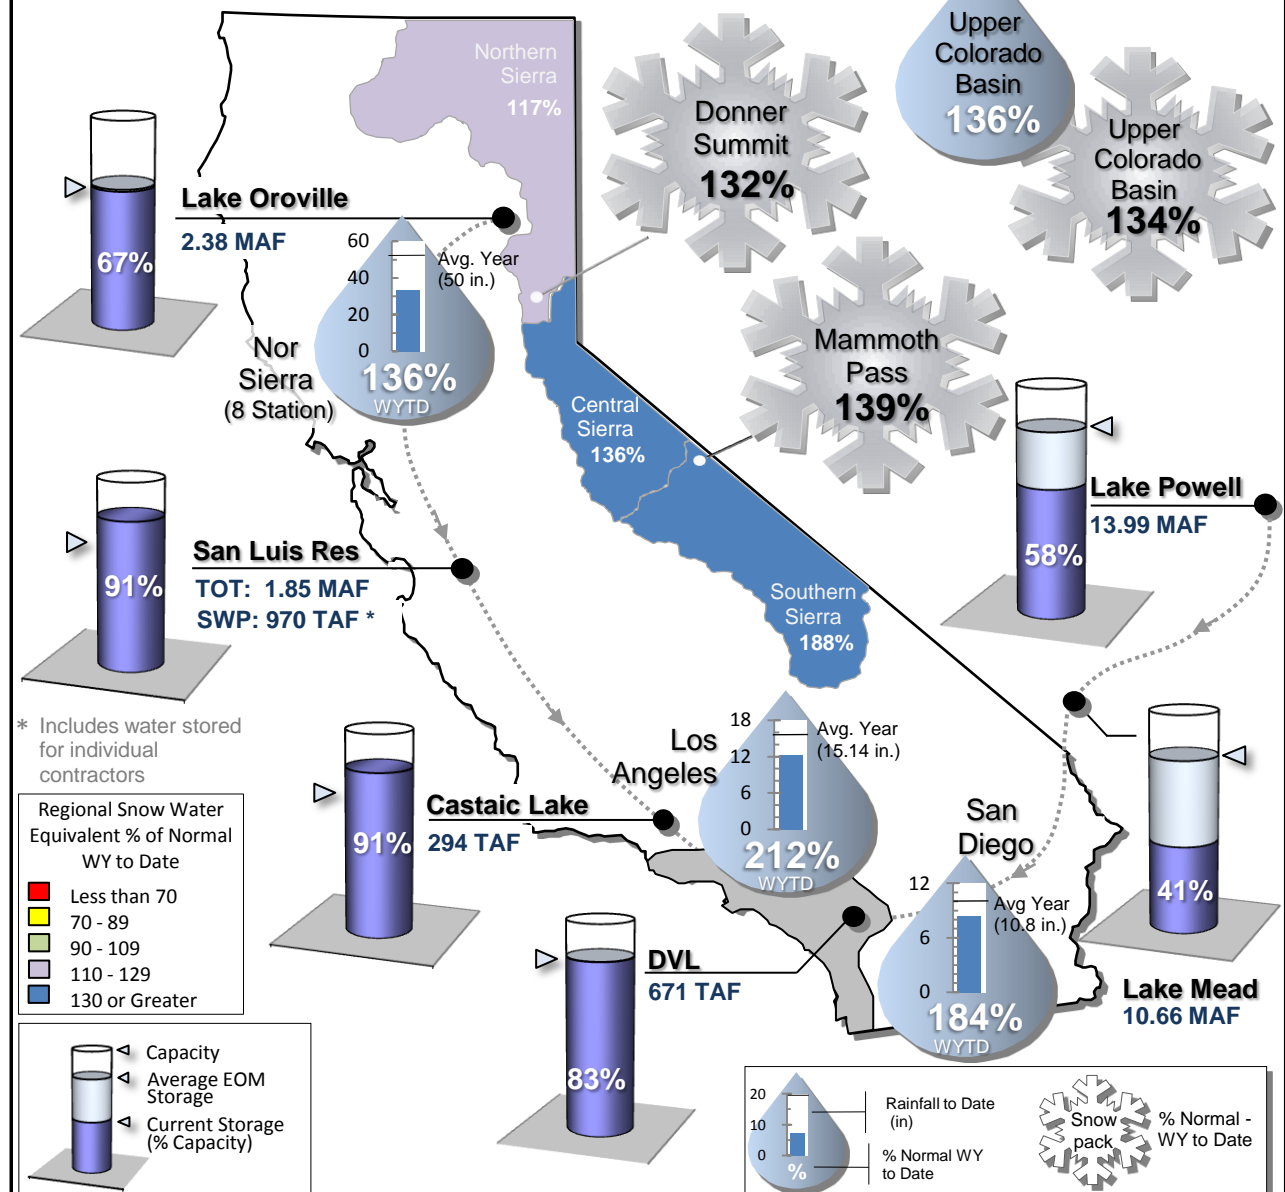 Northern
Sierra
117%
Donner
Summit
132%
Upper
Colorado
Basin
136%
Upper
Colorado
Basin
134%
Lake Oroville
2.38 MAF
67%
60
40
20
0
Avg. Year
(50 in.)
136%
WYTD
Nor
Sierra
(8 Station)
Mammoth
Pass
139%
Central
Sierra
136%
Lake Powell
13.99 MAF
58%
San Luis Res
TOT: 1.85 MAF
SWP: 970 TAF *
91%
Southern
Sierra
188%
* Includes water stored
for individual
contractors
Los
Angeles
18
12
6
0
Avg. Year
(15.14 in.)
212%
WYTD
Regional Snow Water
Equivalent % of Normal
WY to Date
Less than 70
70 - 89
90 - 109
110 - 129
130 or Greater
Castaic Lake
294 TAF
91%
San
Diego
12
6
0
Avg Year
(10.8 in.)
184%
WYTD
41%
Lake Mead
10.66 MAF
DVL
671 TAF
83%
Capacity
Average EOM
Storage
Current Storage
(% Capacity)
20
10
0
%
Rainfall to Date
(in)
% Normal WY
to Date
Snow
pack
% Normal -
WY to Date